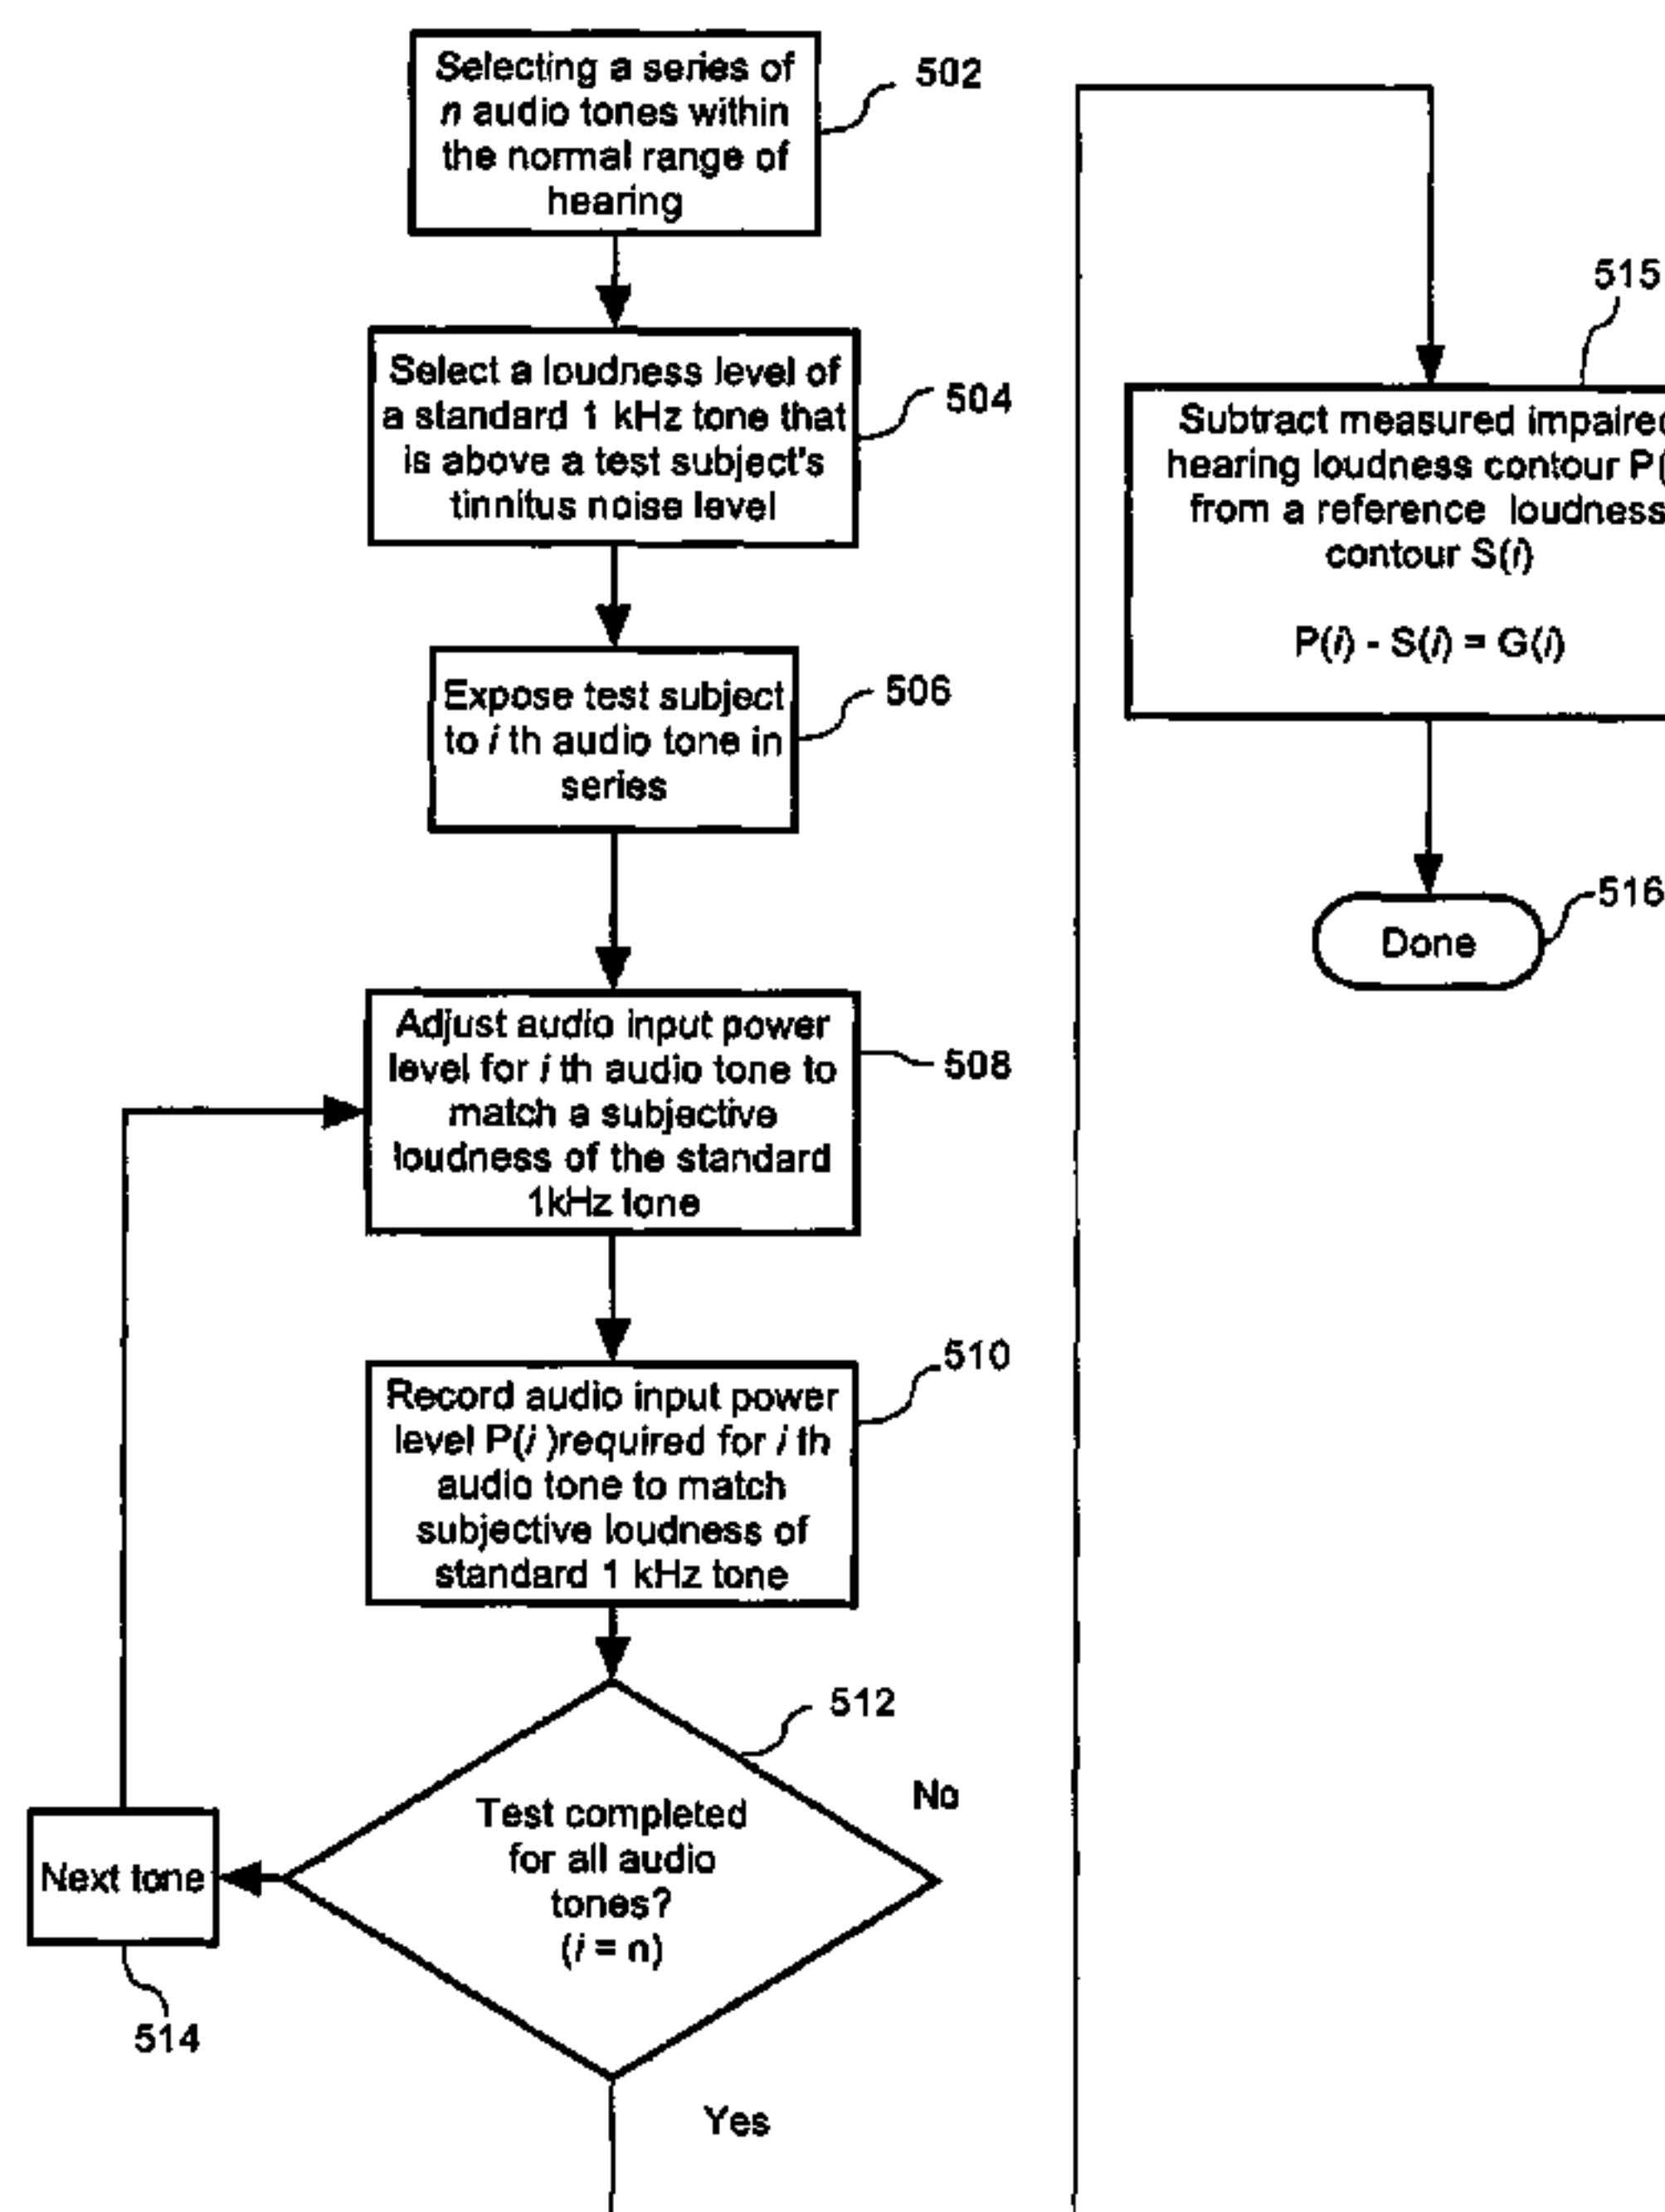 Selecting a series of
n audio tones within
the normal range of
hearing
502
Select a loudness level of
a standard 1 kHz tone that
is above a test subject's
tinnitus noise level
504
Expose test subject
to i th audio tone in
series
506
Adjust audio input power
level for i th audio tone to
match a subjective
loudness of the standard
1kHz tone
508
Record audio input power
level P(i )required for i th
audio tone to match
subjective loudness of
standard 1 kHz tone
510
512
Test completed
for all audio
tones?
(i = n)
No
Yes
Next tone
514
515
Subtract measured impaired
hearing loudness contour P(
from a reference loudness
contour S(i)
P(i) - S(i) = G(i)
Done
516